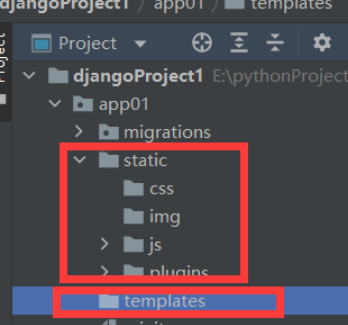 djangoProject1 › app01 › templates
Project
Project
djangoProject1 E:\pythonProject
app01
migrations
static
css
img
js
plugins
templates